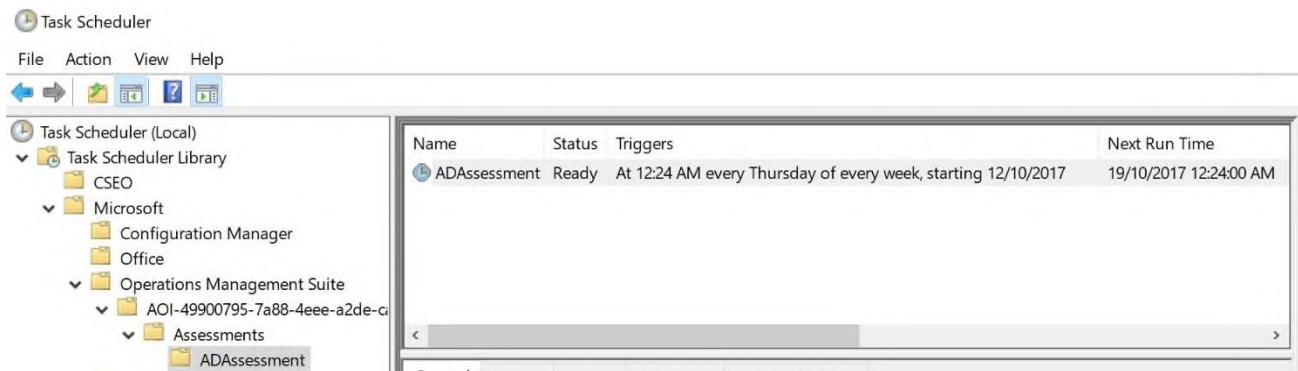 Task Scheduler
File Action View Help
Task Scheduler (Local)
Task Scheduler Library
CSEO
Microsoft
Configuration Manager
Office
Operations Management Suite
AOI-49900795-7a88-4eee-a2de-ca
Assessments
ADAssessment
Name Status Triggers Next Run Time
ADAssessment Ready At 12:24 AM every Thursday of every week, starting 12/10/2017 19/10/2017 12:24:00 AM